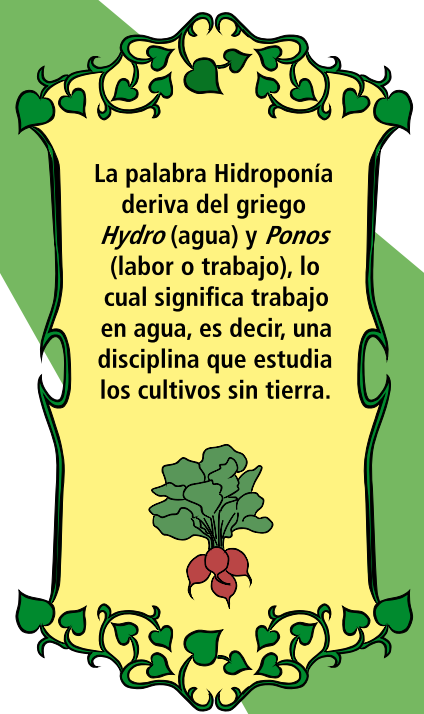 La palabra Hidroponía
deriva del griego
Hydro (agua) y Ponos
(labor o trabajo), lo
cual significa trabajo
en agua, es decir, una
disciplina que estudia
los cultivos sin tierra.